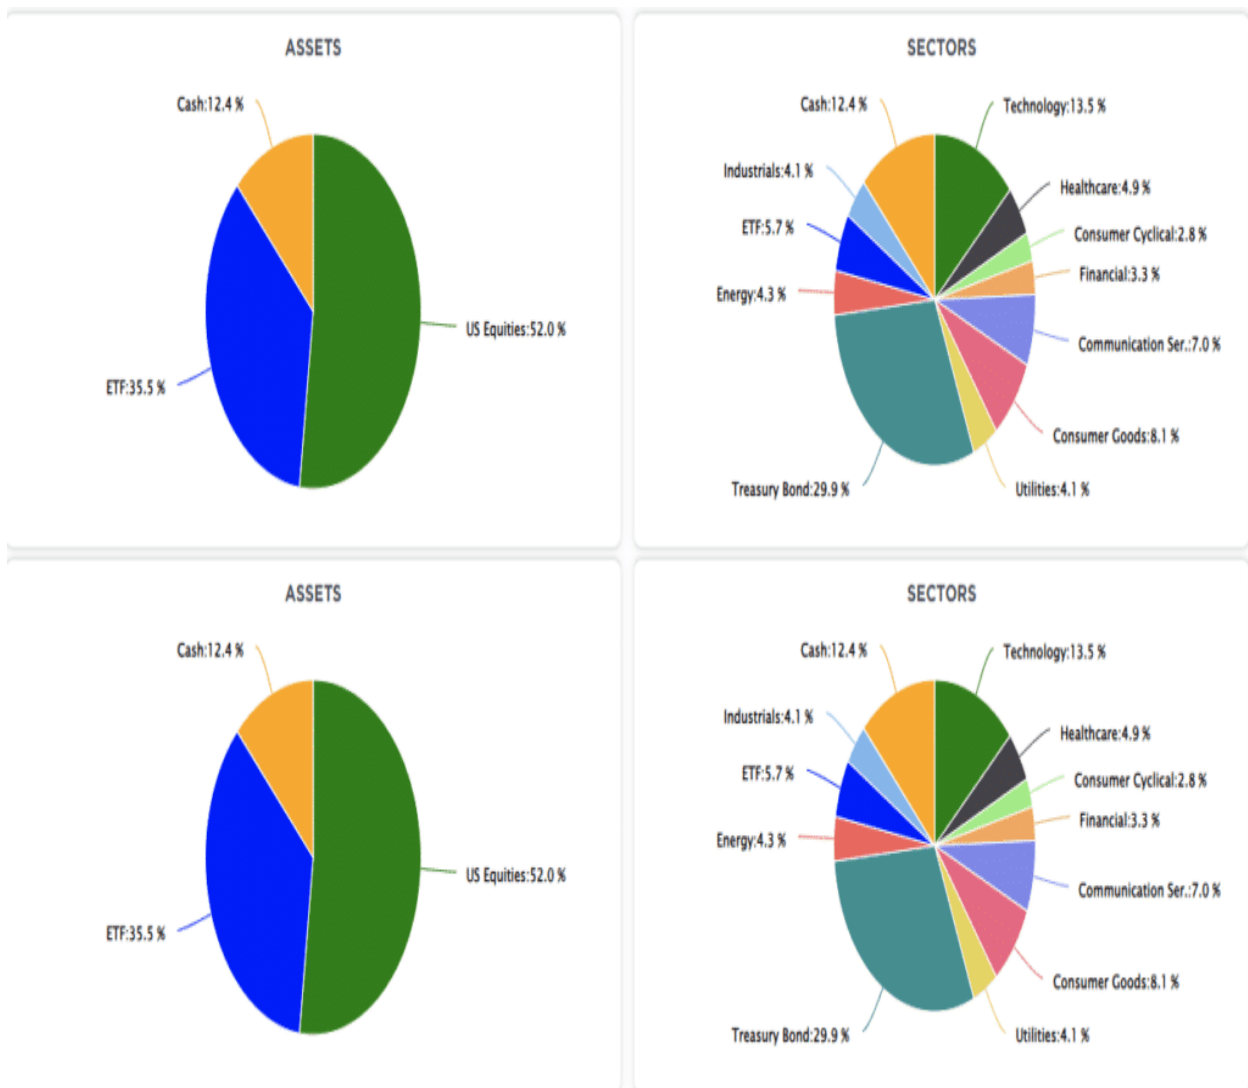 ASSETS
Cash:12.4 %
US Equities:52.0 %
ETF:35.5 %
SECTORS
Cash:12.4 %
Technology:13.5 %
Industrials:4.1 %
Healthcare:4.9 %
ETF:5.7 %
Consumer Cyclical:2.8 %
Financial:3.3 %
Energy:4.3 %
Communication Ser.:7.0 %
Consumer Goods:8.1 %
Treasury Bond:29.9 %
Utilities:4.1 %
ASSETS
Cash:12.4 %
US Equities:52.0 %
ETF:35.5 %
SECTORS
Cash:12.4 %
Technology:13.5 %
Industrials:4.1 %
Healthcare:4.9 %
ETF:5.7 %
Consumer Cyclical:2.8 %
Financial:3.3 %
Energy:4.3 %
Communication Ser.:7.0 %
Consumer Goods:8.1 %
Treasury Bond:29.9 %
Utilities:4.1 %